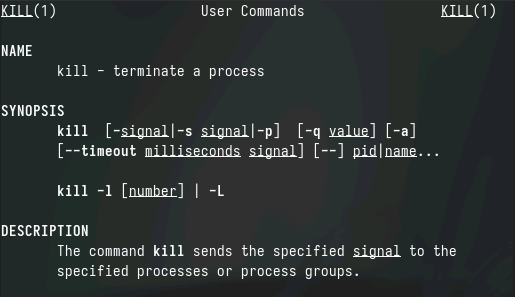 KILL(1) User Commands KILL(1)
NAME
kill - terminate a process
SYNOPSIS
kill [-signal|-s signal|-p] [-q value] [-a]
[--timeout milliseconds signal] [--] pid|name...
kill -l [number] | -L
DESCRIPTION
The command kill sends the specified signal to the
specified processes or process groups.